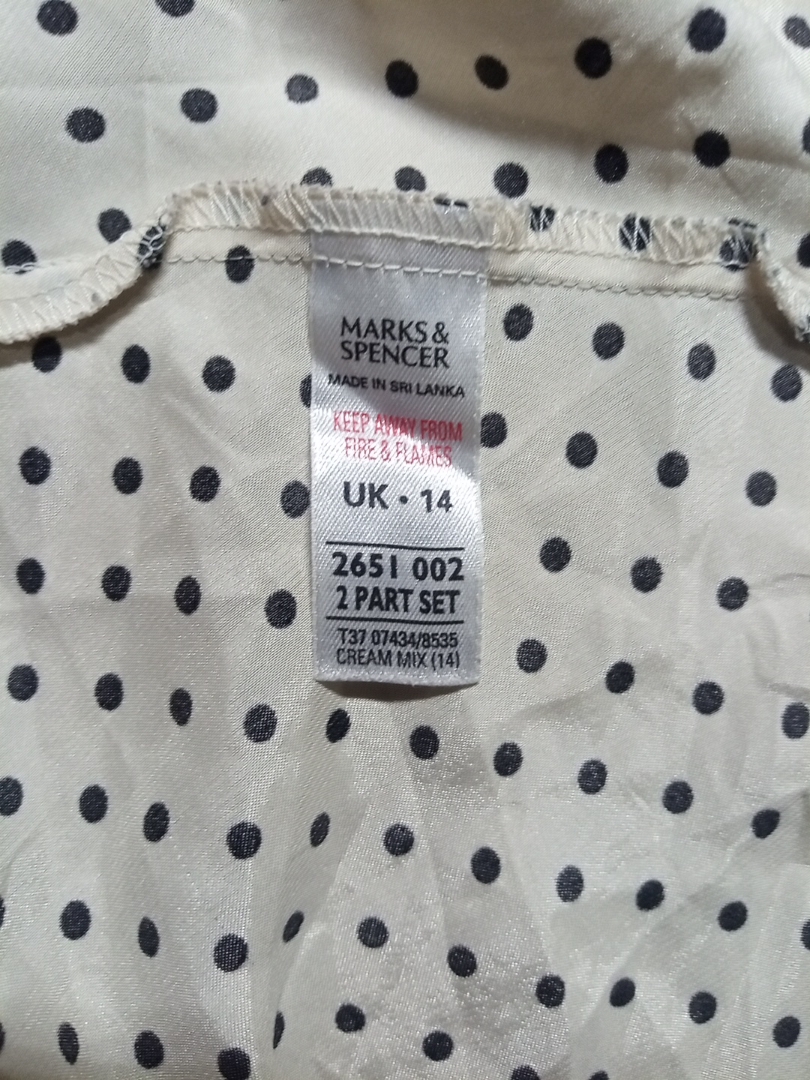 MARKS &
SPENCER
MADE IN SRI LANKA
KEEP AWAY FROM
FIRE & FLAMES
UK • 14
2651 002
2 PART SET
T37 07434/8535
CREAM MIX (14)